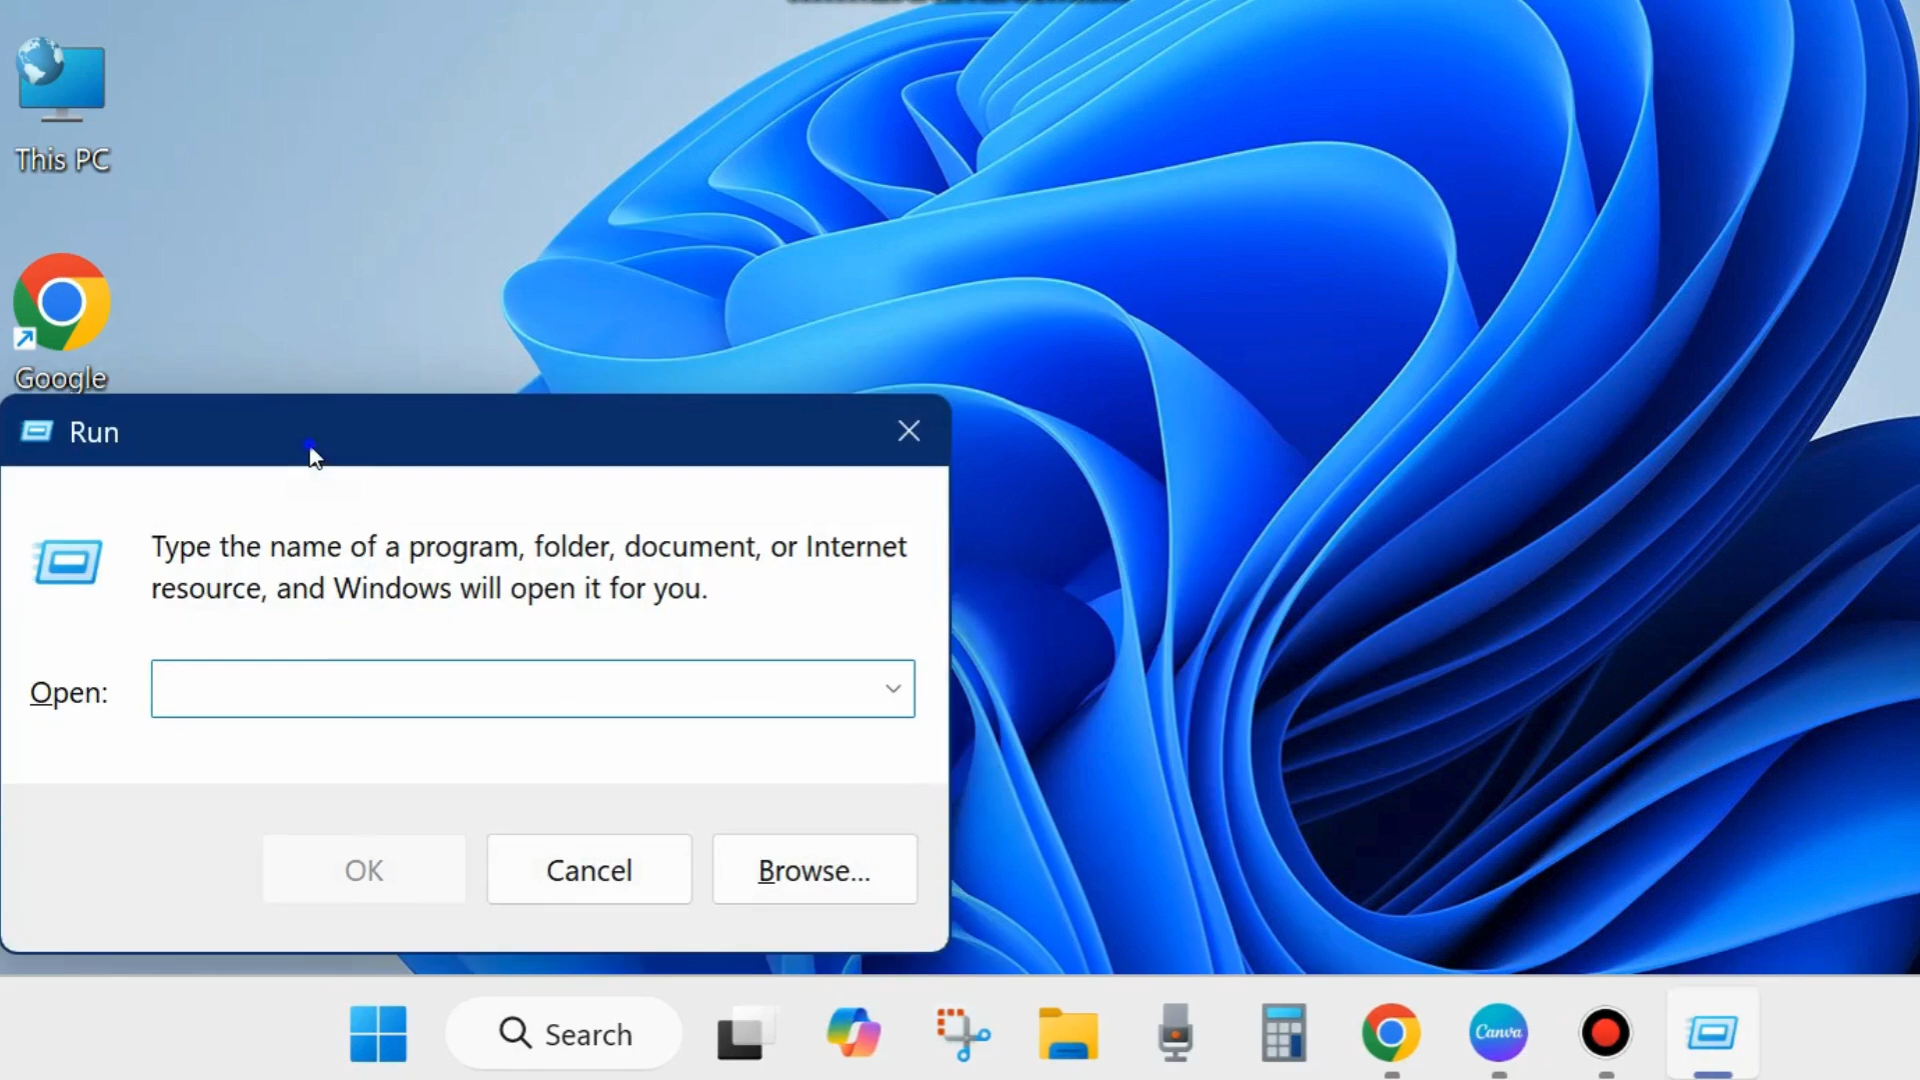 This PC
Google
Run
Type the name of a program, folder, document, or Internet
resource, and Windows will open it for you.
Open:
OK
Cancel
Browse...
Search
Canva